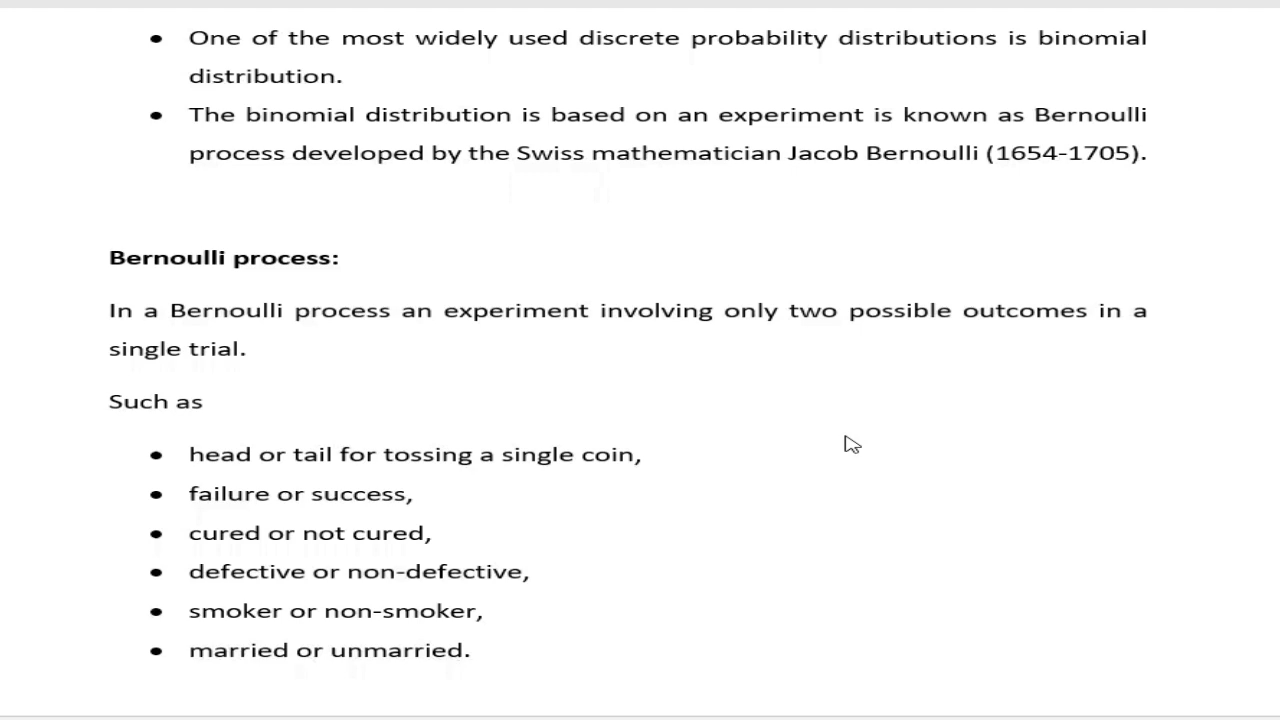 • One of the most widely used discrete probability distributions is binomial
distribution.
• The binomial distribution is based on an experiment is known as Bernoulli
process developed by the Swiss mathematician Jacob Bernoulli (1654-1705).
Bernoulli process:
In a Bernoulli process an experiment involving only two possible outcomes in a
single trial.
Such as
• head or tail for tossing a single coin,
• failure or success,
• cured or not cured,
• defective or non-defective,
• smoker or non-smoker,
• married or unmarried.